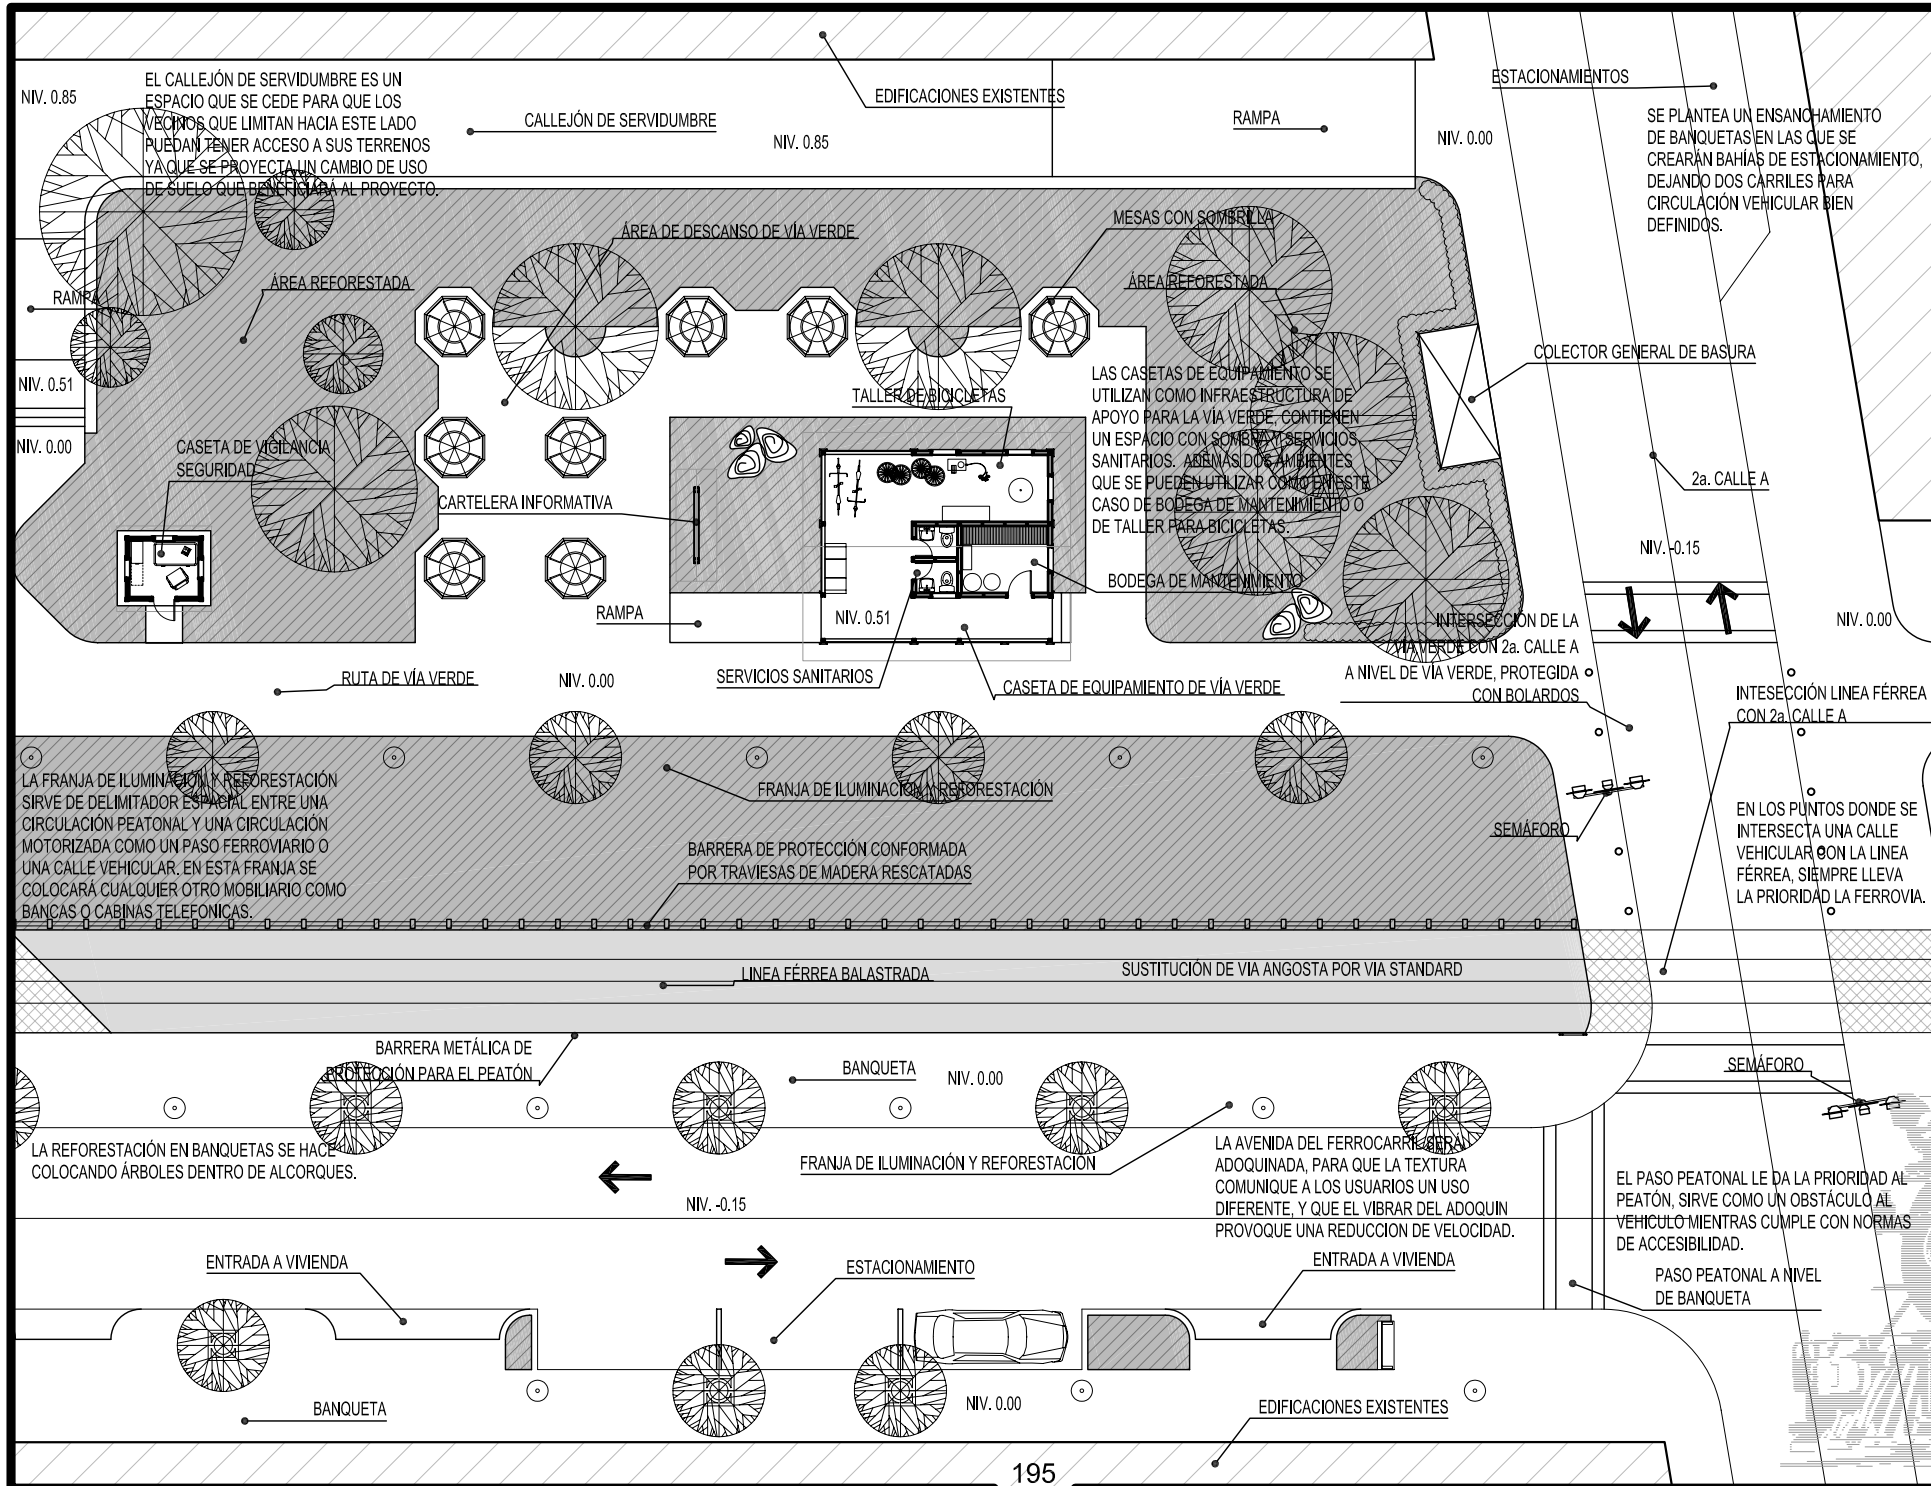 NIV. 0.85
EL CALLEJÓN DE SERVIDUMBRE ES UN
ESPACIO QUE SE CEDE PARA QUE LOS
VECINOS QUE LIMITAN HACIA ESTE LADO
PUEDAN TENER ACCESO A SUS TERRENOS
YA QUE SE PROYECTA UN CAMBIO DE USO
DE SUELO QUE BENEFICIARÁ AL PROYECTO.
CALLEJÓN DE SERVIDUMBRE
EDIFICACIONES EXISTENTES
NIV. 0.85
RAMPA
NIV. 0.00
ESTACIONAMIENTOS
SE PLANTEA UN ENSANCHAMIENTO
DE BANQUETAS EN LAS QUE SE
CREARÁN BAHÍAS DE ESTACIONAMIENTO,
DEJANDO DOS CARRILES PARA
CIRCULACIÓN VEHICULAR BIEN
DEFINIDOS.
ÁREA DE DESCANSO DE VÍA VERDE
MESAS CON SOMBRILLA
ÁREA REFORESTADA
ÁREA REFORESTADA
RAMPA
NIV. 0.51
NIV. 0.00
COLECTOR GENERAL DE BASURA
TALLER DE BICICLETAS
LAS CASETAS DE EQUIPAMIENTO SE
UTILIZAN COMO INFRAESTRUCTURA DE
APOYO PARA LA VÍA VERDE, CONTIENEN
UN ESPACIO CON SOMBRA Y SERVICIOS
SANITARIOS. ADEMÁS DOS AMBIENTES
QUE SE PUEDEN UTILIZAR COMO EN ESTE
CASO DE BODEGA DE MANTENIMIENTO O
DE TALLER PARA BICICLETAS.
CASETA DE VIGILANCIA
SEGURIDAD
CARTELERA INFORMATIVA
2a. CALLE A
NIV. -0.15
BODEGA DE MANTENIMIENTO
RAMPA
NIV. 0.51
NIV. 0.00
INTERSECCIÓN DE LA
VÍA VERDE CON 2a. CALLE A
A NIVEL DE VÍA VERDE, PROTEGIDA
CON BOLARDOS
RUTA DE VÍA VERDE
NIV. 0.00
SERVICIOS SANITARIOS
CASETA DE EQUIPAMIENTO DE VÍA VERDE
INTESECCIÓN LINEA FÉRREA
CON 2a. CALLE A
LA FRANJA DE ILUMINACIÓN Y REFORESTACIÓN
SIRVE DE DELIMITADOR ESPACIAL ENTRE UNA
CIRCULACIÓN PEATONAL Y UNA CIRCULACIÓN
MOTORIZADA COMO UN PASO FERROVIARIO O
UNA CALLE VEHICULAR. EN ESTA FRANJA SE
COLOCARÁ CUALQUIER OTRO MOBILIARIO COMO
BANCAS O CABINAS TELEFONICAS.
FRANJA DE ILUMINACIÓN Y REFORESTACIÓN
BARRERA DE PROTECCIÓN CONFORMADA
POR TRAVIESAS DE MADERA RESCATADAS
SEMÁFORO
EN LOS PUNTOS DONDE SE
INTERSECTA UNA CALLE
VEHICULAR CON LA LINEA
FÉRREA, SIEMPRE LLEVA
LA PRIORIDAD LA FERROVIA.
LINEA FÉRREA BALASTRADA
SUSTITUCIÓN DE VIA ANGOSTA POR VIA STANDARD
BARRERA METÁLICA DE
PROTECCIÓN PARA EL PEATÓN
BANQUETA
NIV. 0.00
SEMÁFORO
LA REFORESTACIÓN EN BANQUETAS SE HACE
COLOCANDO ÁRBOLES DENTRO DE ALCORQUES.
FRANJA DE ILUMINACIÓN Y REFORESTACIÓN
LA AVENIDA DEL FERROCARRIL SERÁ
ADOQUINADA, PARA QUE LA TEXTURA
COMUNIQUE A LOS USUARIOS UN USO
DIFERENTE, Y QUE EL VIBRAR DEL ADOQUIN
PROVOQUE UNA REDUCCION DE VELOCIDAD.
EL PASO PEATONAL LE DA LA PRIORIDAD AL
PEATÓN, SIRVE COMO UN OBSTÁCULO AL
VEHICULO MIENTRAS CUMPLE CON NORMAS
DE ACCESIBILIDAD.
NIV. -0.15
ENTRADA A VIVIENDA
ESTACIONAMIENTO
ENTRADA A VIVIENDA
PASO PEATONAL A NIVEL
DE BANQUETA
BANQUETA
NIV. 0.00
EDIFICACIONES EXISTENTES
195